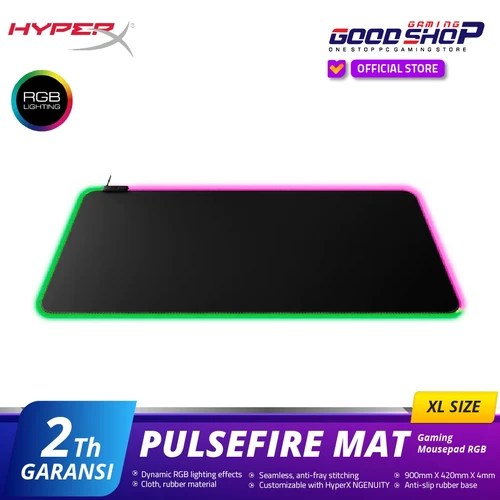 HYPERX
GAMING
GOODSHOP
ONE STOP PC GAMING STORE
OFFICIAL STORE
RGB
LIGHTING
XL SIZE
2Th
GARANSI
PULSEFIRE MAT
Gaming
Mousepad RGB
• Dynamic RGB lighting effects
• Cloth, rubber material
• Seamless, anti-fray stitching
• Customizable with HyperX NGENUITY
• 900mm X 420mm X 4mm
• Anti-slip rubber base